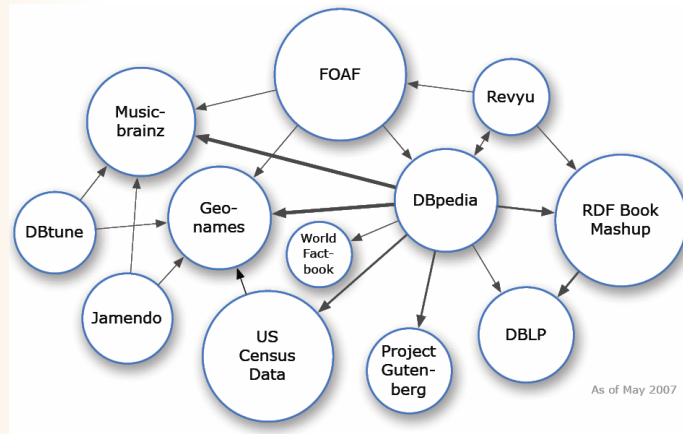 FOAF
Music-
brainz
Revyu
DBpedia
Geo-
names
RDF Book
Mashup
DBtune
World
Fact-
book
Jamendo
US
Census
Data
Project
Guten-
berg
DBLP
As of May 2007